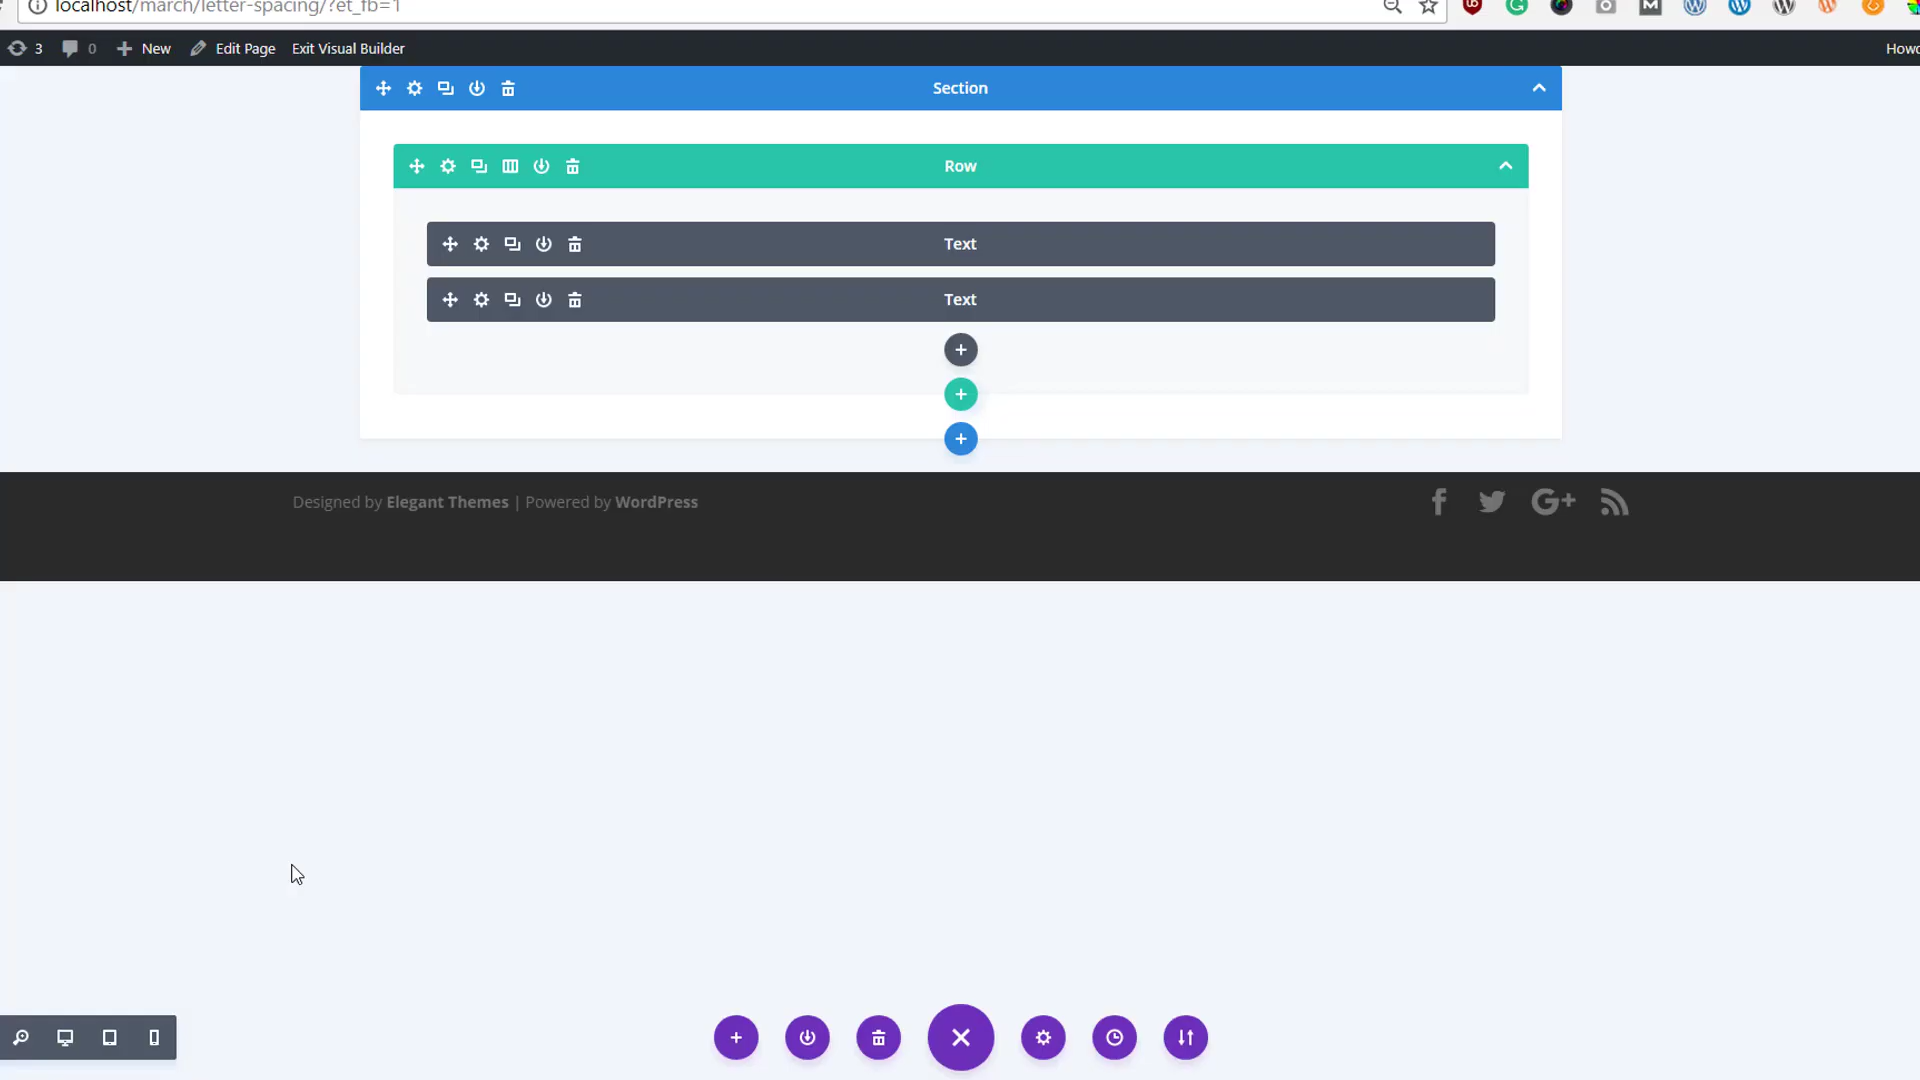 localhost/march/letter-spacing/?et_fb=1
3 0 New Edit Page Exit Visual Builder
Section
Row
Text
Text
Designed by Elegant Themes | Powered by WordPress